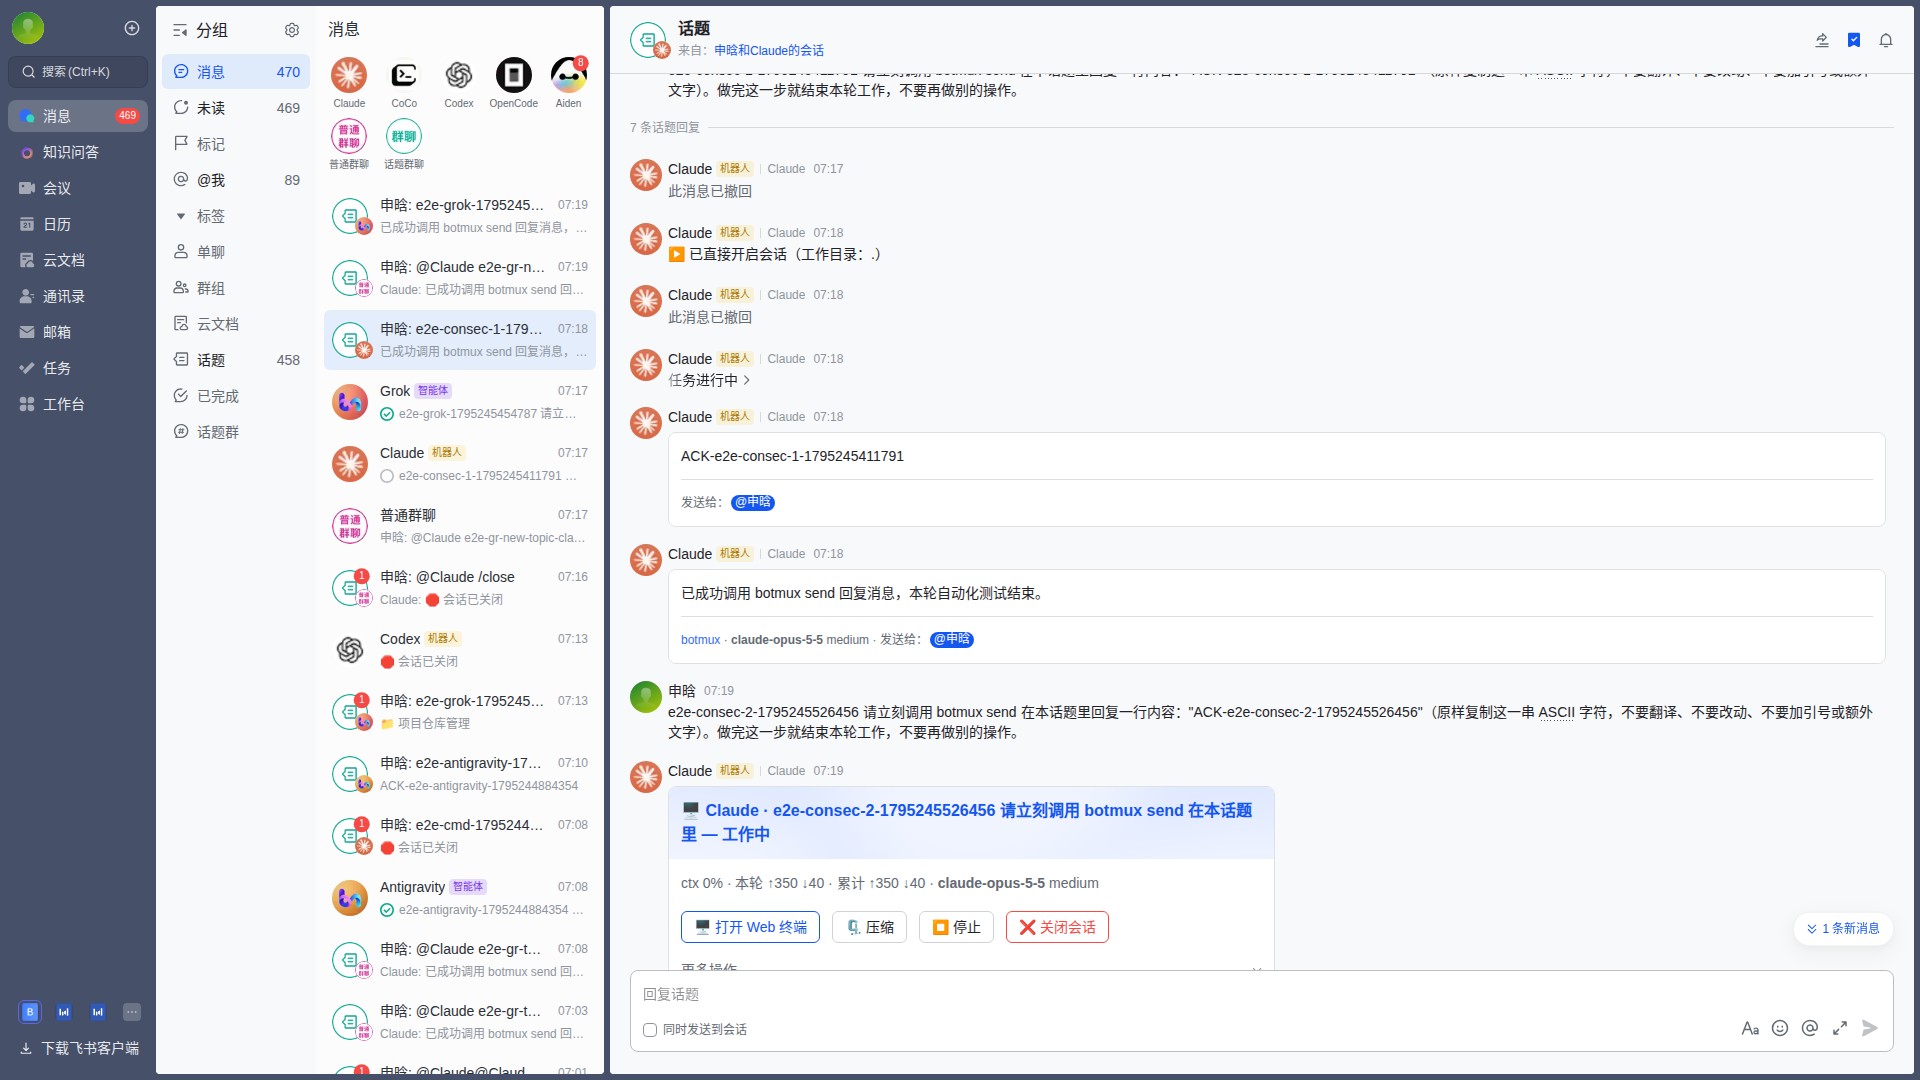 搜索 (Ctrl+K)
消息
469
知识问答
会议
日历
云文档
通讯录
邮箱
任务
工作台
B
下载飞书客户端
分组
消息 470
未读 469
标记
@我 89
标签
单聊
群组
云文档
话题 458
已完成
话题群
消息
8
Claude CoCo Codex OpenCode Aiden
普通群聊
群聊
普通群聊 话题群聊
申晗: e2e-grok-1795245… 07:19
已成功调用 botmux send 回复消息，…
申晗: @Claude e2e-gr-n… 07:19
Claude: 已成功调用 botmux send 回…
申晗: e2e-consec-1-179… 07:18
已成功调用 botmux send 回复消息，…
Grok 智能体 07:17
e2e-grok-1795245454787 请立…
Claude 机器人 07:17
e2e-consec-1-1795245411791 …
普通群聊 07:17
申晗: @Claude e2e-gr-new-topic-cla…
1
申晗: @Claude /close 07:16
Claude: 会话已关闭
Codex 机器人 07:13
会话已关闭
1
申晗: e2e-grok-1795245… 07:13
项目仓库管理
申晗: e2e-antigravity-17… 07:10
ACK-e2e-antigravity-1795244884354
1
申晗: e2e-cmd-1795244… 07:08
会话已关闭
Antigravity 智能体 07:08
e2e-antigravity-1795244884354 …
申晗: @Claude e2e-gr-t… 07:08
Claude: 已成功调用 botmux send 回…
申晗: @Claude e2e-gr-t… 07:03
Claude: 已成功调用 botmux send 回…
1
申晗: @Claude@Claud… 07:01
话题
来自：申晗和Claude的会话
文字）。做完这一步就结束本轮工作，不要再做别的操作。
7 条话题回复
Claude 机器人 Claude 07:17
此消息已撤回
Claude 机器人 Claude 07:18
已直接开启会话（工作目录：.）
Claude 机器人 Claude 07:18
此消息已撤回
Claude 机器人 Claude 07:18
任务进行中
Claude 机器人 Claude 07:18
ACK-e2e-consec-1-1795245411791
发送给：@申晗
Claude 机器人 Claude 07:18
已成功调用 botmux send 回复消息，本轮自动化测试结束。
botmux · claude-opus-5-5 medium · 发送给：@申晗
申晗 07:19
e2e-consec-2-1795245526456 请立刻调用 botmux send 在本话题里回复一行内容："ACK-e2e-consec-2-1795245526456"（原样复制这一串 ASCII 字符，不要翻译、不要改动、不要加引号或额外
文字）。做完这一步就结束本轮工作，不要再做别的操作。
Claude 机器人 Claude 07:19
Claude · e2e-consec-2-1795245526456 请立刻调用 botmux send 在本话题
里 — 工作中
ctx 0% · 本轮 ↑350 ↓40 · 累计 ↑350 ↓40 · claude-opus-5-5 medium
打开 Web 终端 压缩 停止 关闭会话
更多操作
1 条新消息
回复话题
同时发送到会话
Aa